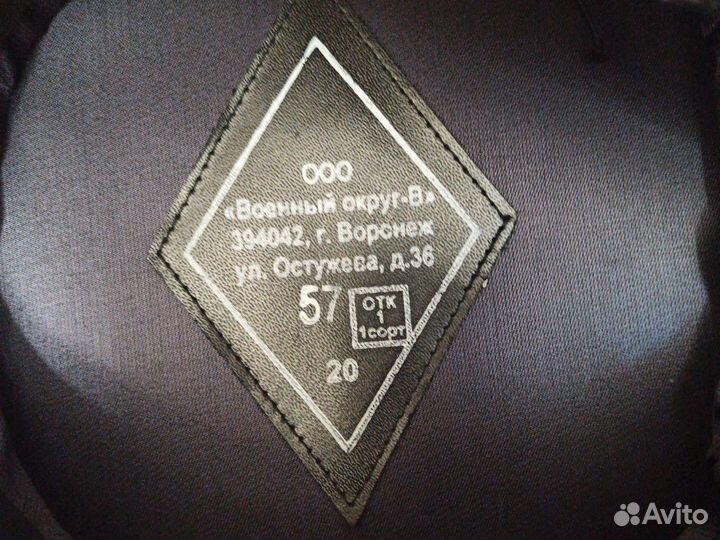 ООО
«Военный округ-В»
394042, г. Воронеж
ул. Остужева, д.36
57
ОТК
1
1сорт
20
Avito